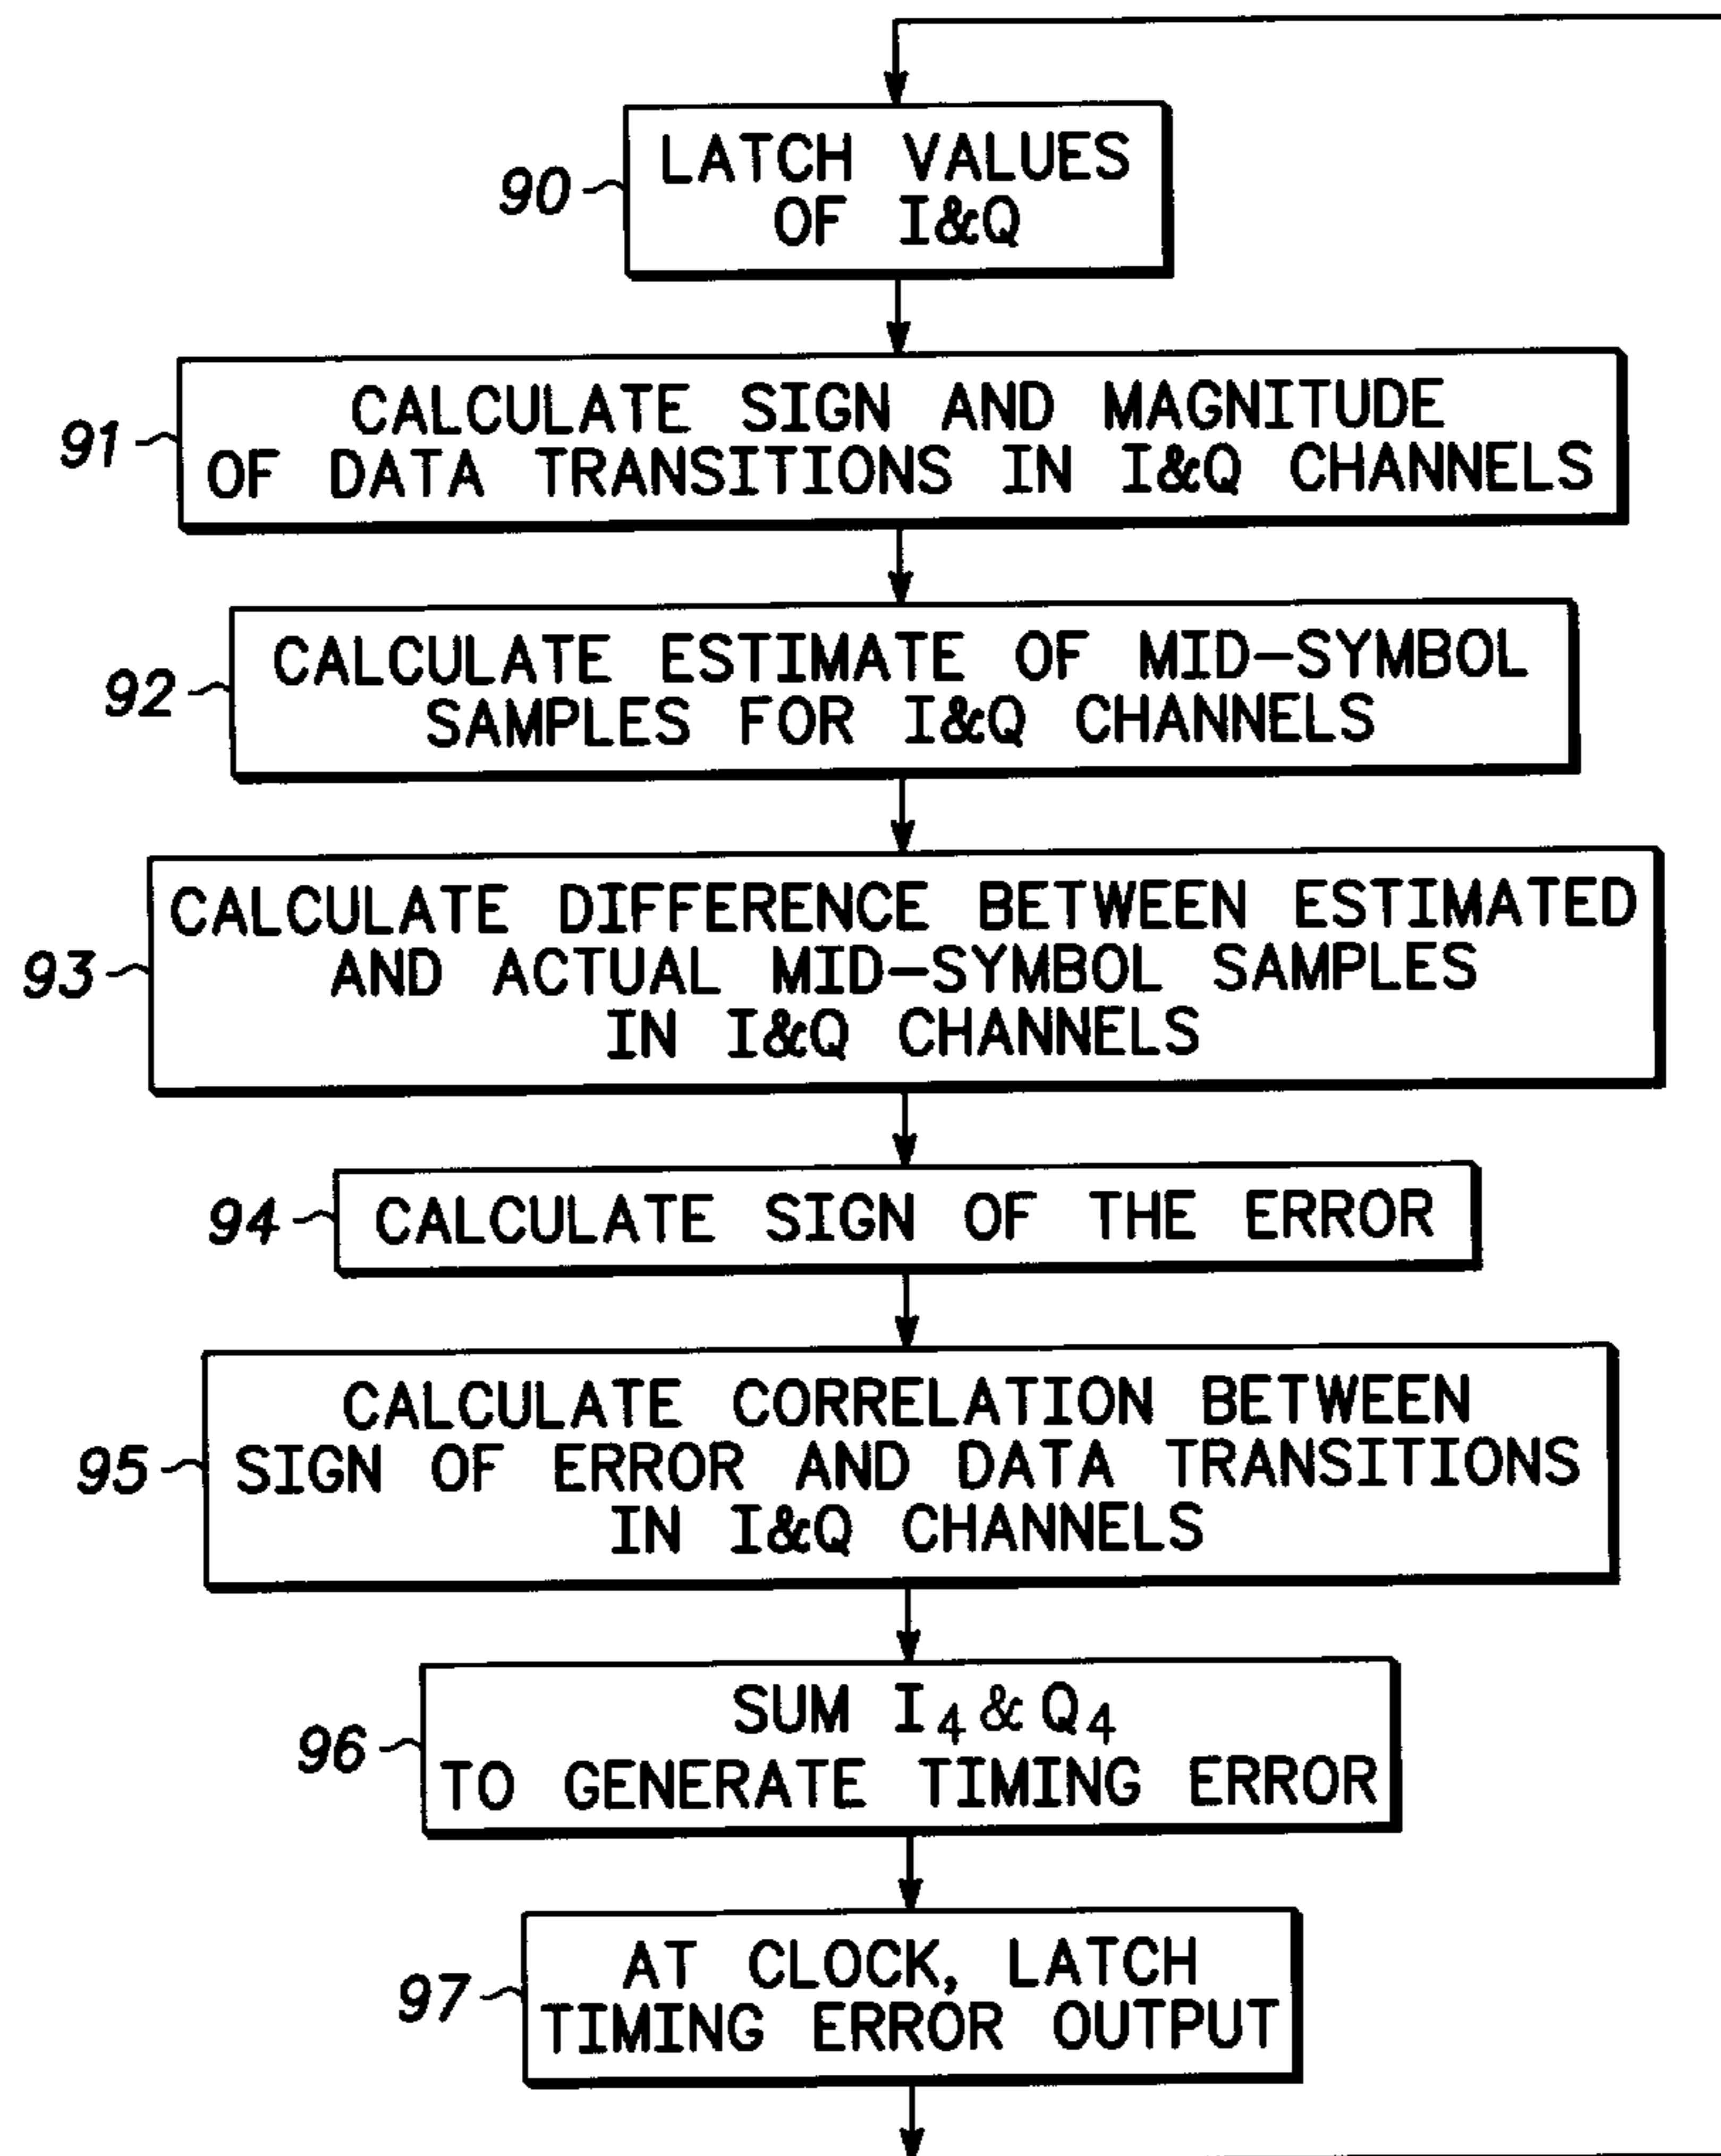 90
LATCH VALUES
OF I&Q
91
CALCULATE SIGN AND MAGNITUDE
OF DATA TRANSITIONS IN I&Q CHANNELS
92
CALCULATE ESTIMATE OF MID-SYMBOL
SAMPLES FOR I&Q CHANNELS
93
CALCULATE DIFFERENCE BETWEEN ESTIMATED
AND ACTUAL MID-SYMBOL SAMPLES
IN I&Q CHANNELS
94
CALCULATE SIGN OF THE ERROR
95
CALCULATE CORRELATION BETWEEN
SIGN OF ERROR AND DATA TRANSITIONS
IN I&Q CHANNELS
96
SUM I₄ & Q₄
TO GENERATE TIMING ERROR
97
AT CLOCK, LATCH
TIMING ERROR OUTPUT